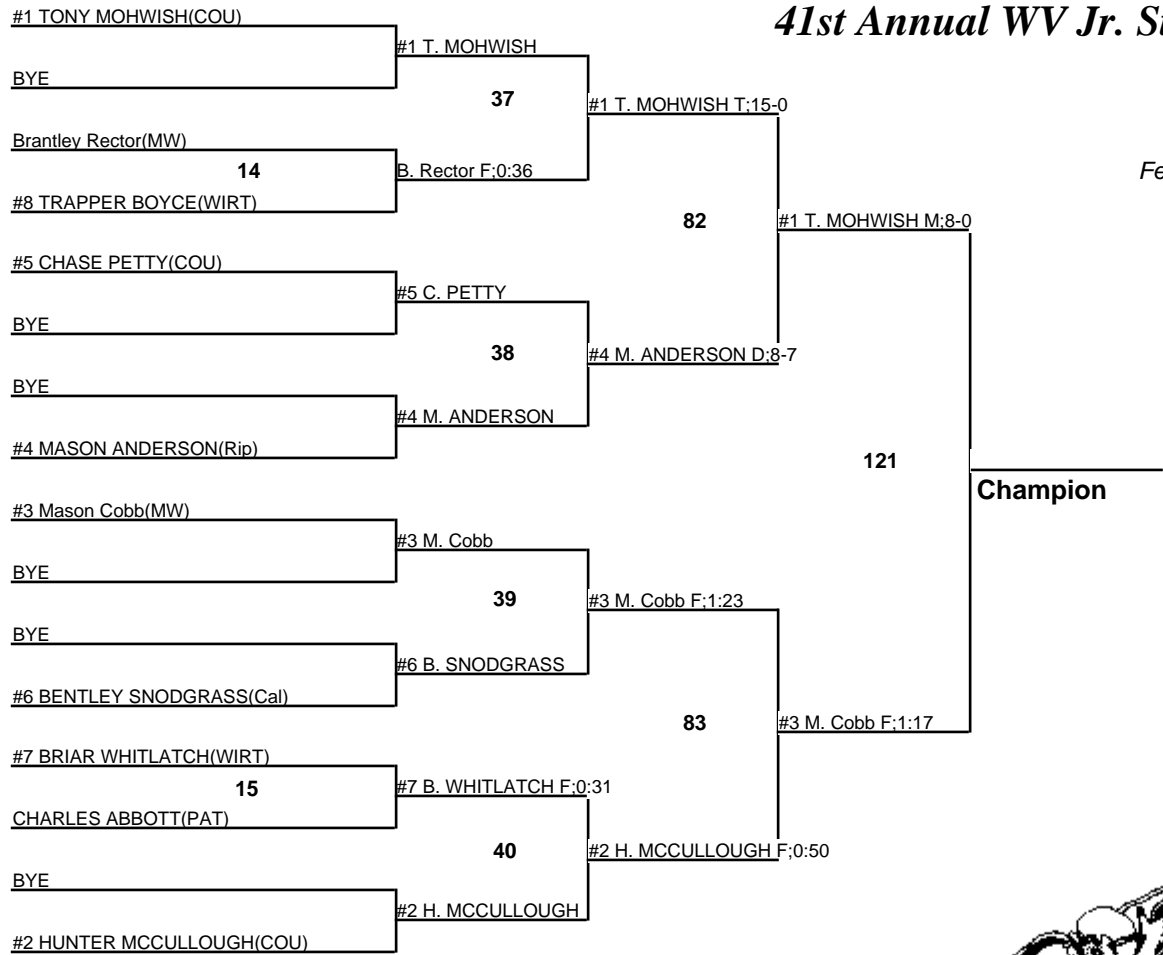 41st Annual WV Jr. S
Fe
#1 TONY MOHWISH(COU)
BYE
Brantley Rector(MW)
14
#8 TRAPPER BOYCE(WIRT)
#5 CHASE PETTY(COU)
BYE
BYE
#4 MASON ANDERSON(Rip)
#3 Mason Cobb(MW)
BYE
BYE
#6 BENTLEY SNODGRASS(Cal)
#7 BRIAR WHITLATCH(WIRT)
15
CHARLES ABBOTT(PAT)
BYE
#2 HUNTER MCCULLOUGH(COU)
#1 T. MOHWISH
37
B. Rector F;0:36
#5 C. PETTY
38
#4 M. ANDERSON
#3 M. Cobb
39
#6 B. SNODGRASS
#7 B. WHITLATCH F;0:31
40
#2 H. MCCULLOUGH
#1 T. MOHWISH T;15-0
82
#4 M. ANDERSON D;8-7
#3 M. Cobb F;1:23
83
#2 H. MCCULLOUGH F;0:50
#1 T. MOHWISH M;8-0
121
#3 M. Cobb F;1:17
Champion